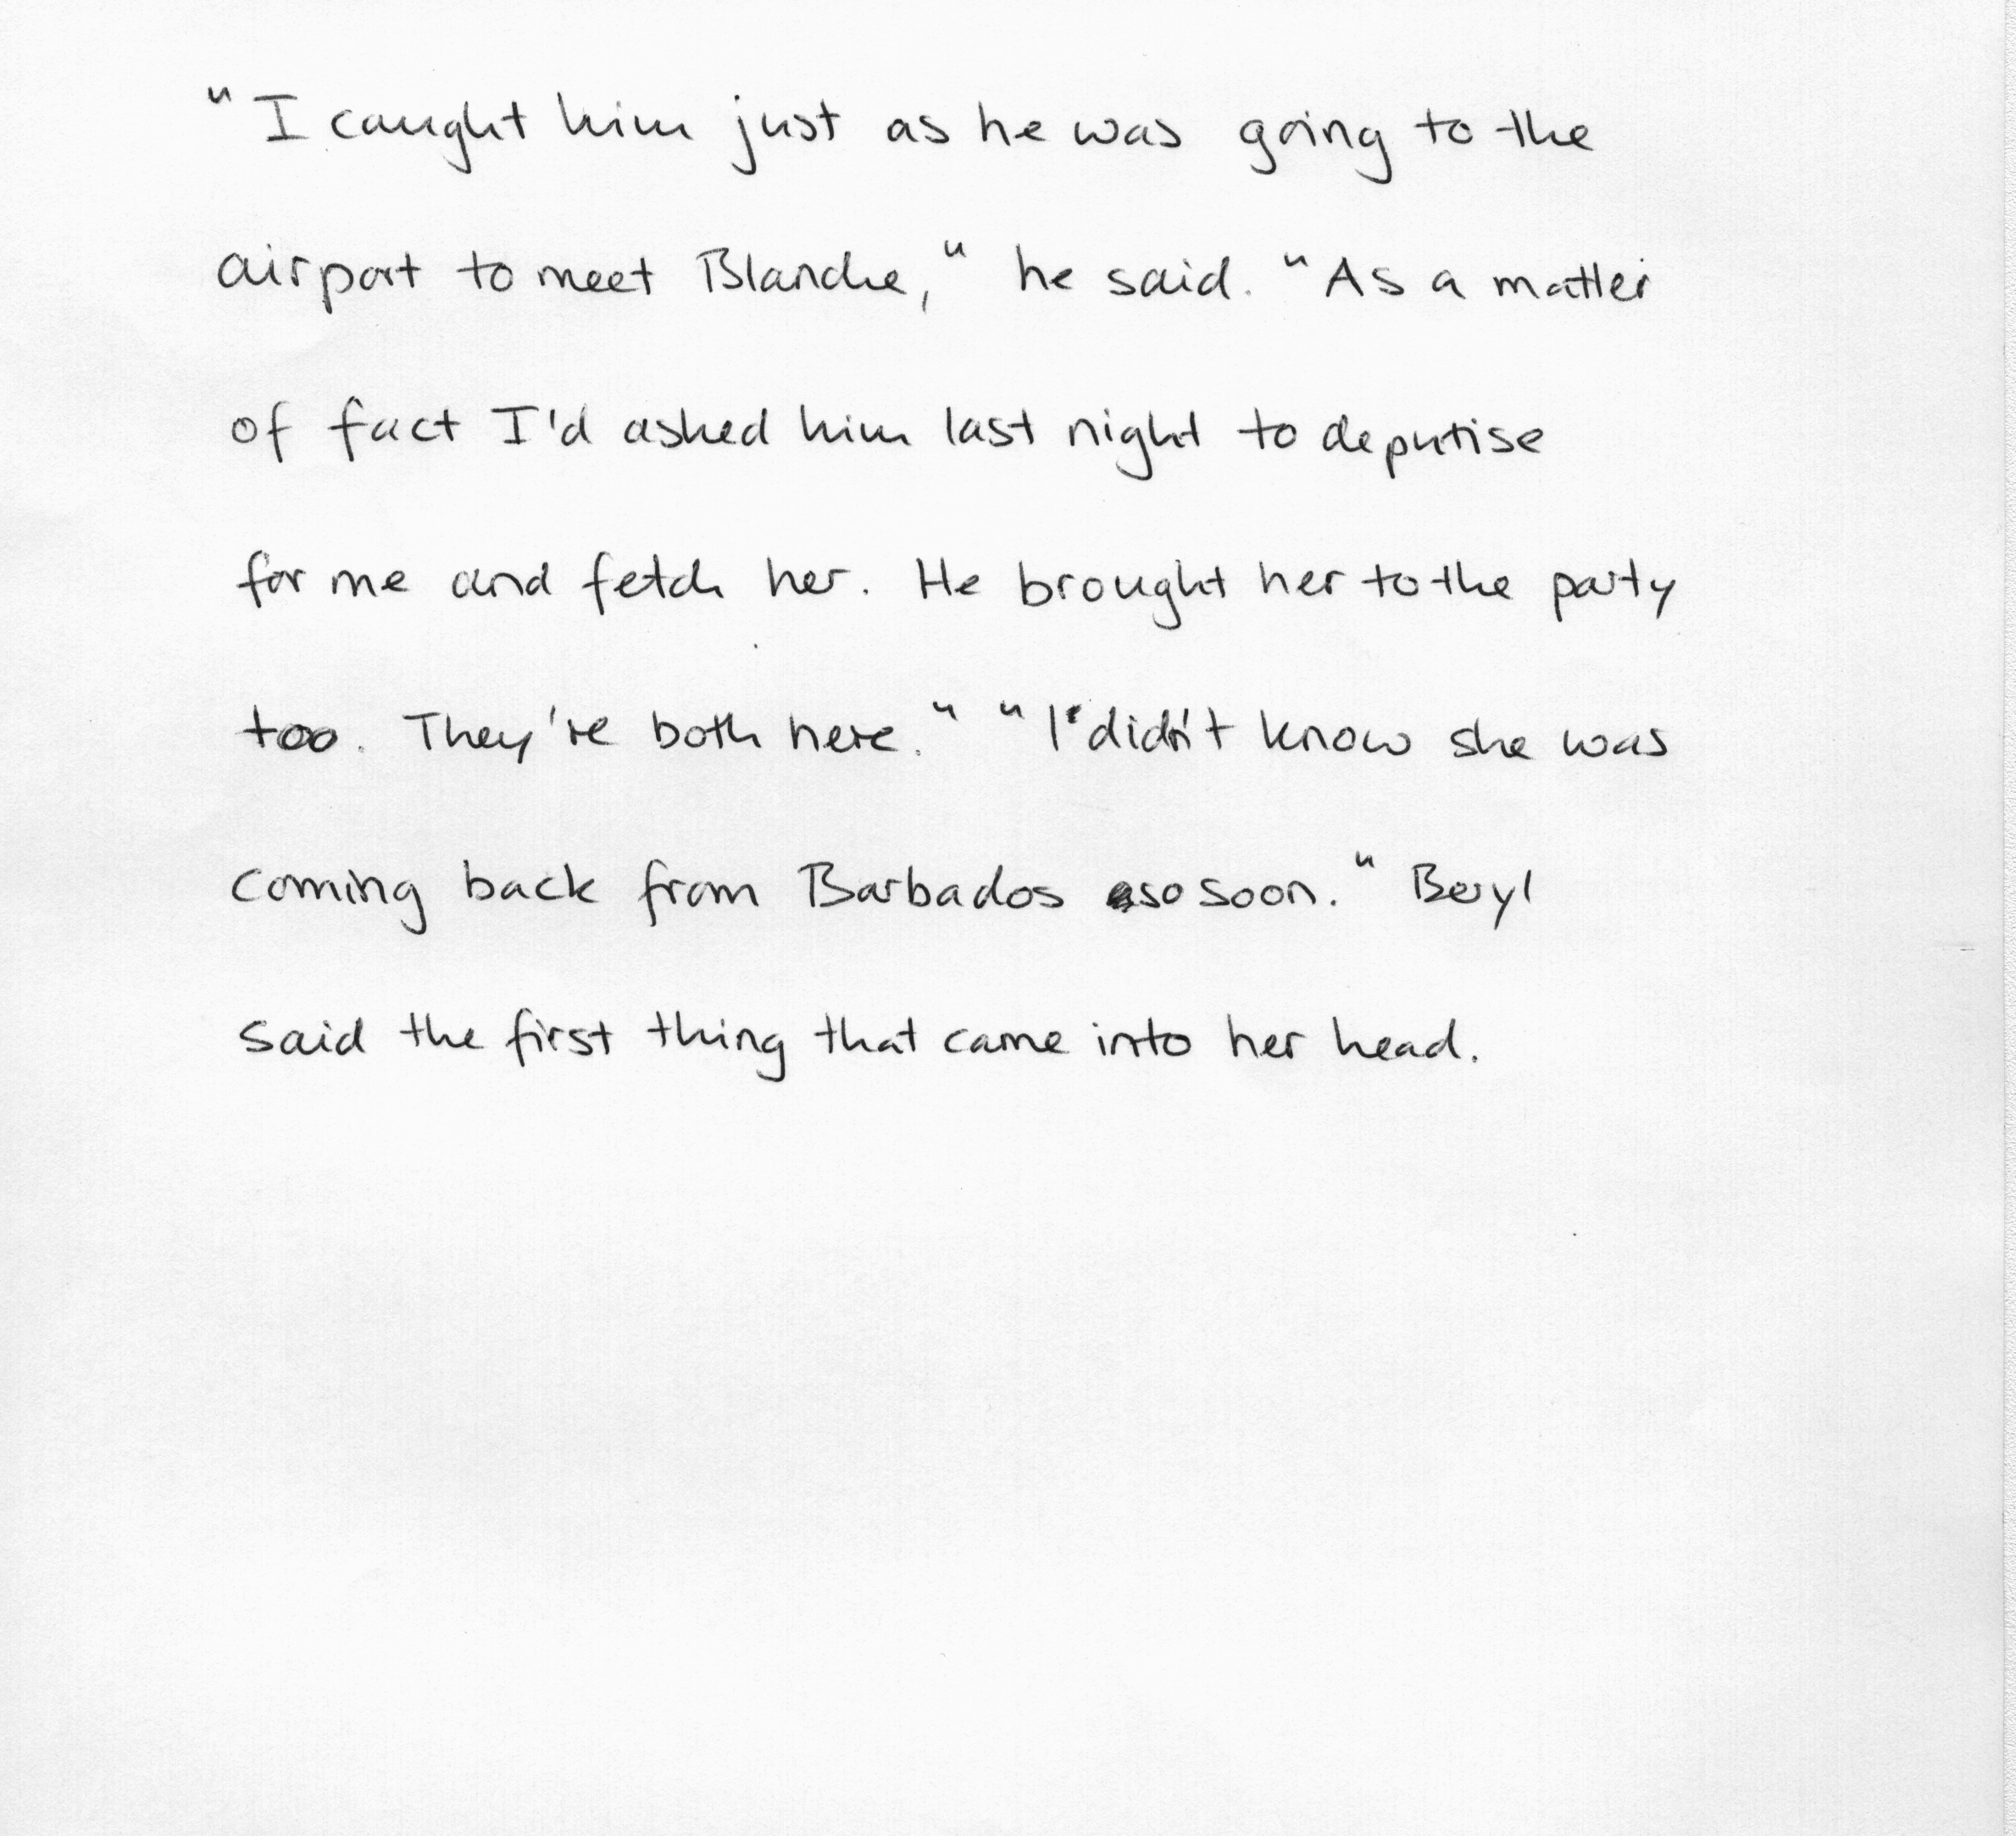 "I caught him just as he was going to the
airport to meet Blanche," he said. "As a matter
of fact I'd asked him last night to deputise
for me and fetch her. He brought her to the party
too. They're both here." "I didn't know she was
coming back from Barbados so soon." Beryl
said the first thing that came into her head.